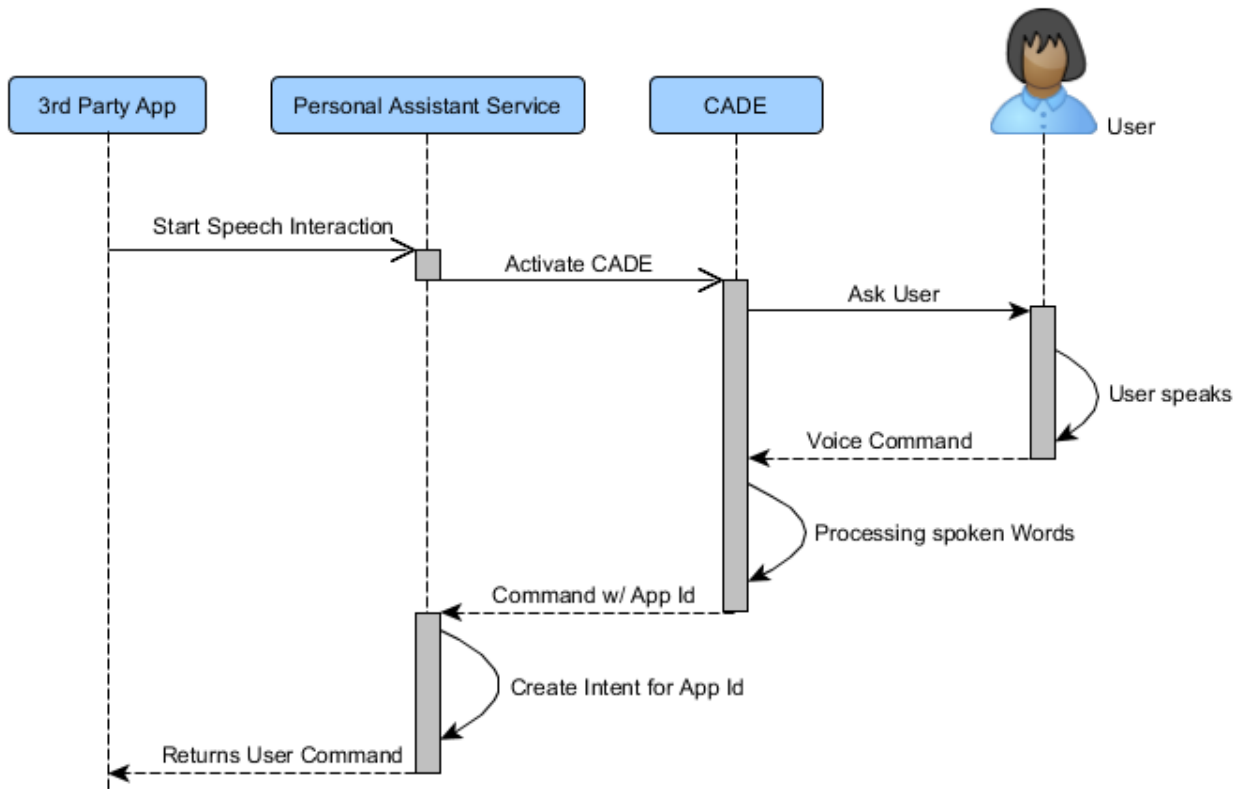 3rd Party App
Personal Assistant Service
CADE
User
Start Speech Interaction
Activate CADE
Ask User
User speaks
Voice Command
Processing spoken Words
Command w/ App Id
Create Intent for App Id
Returns User Command